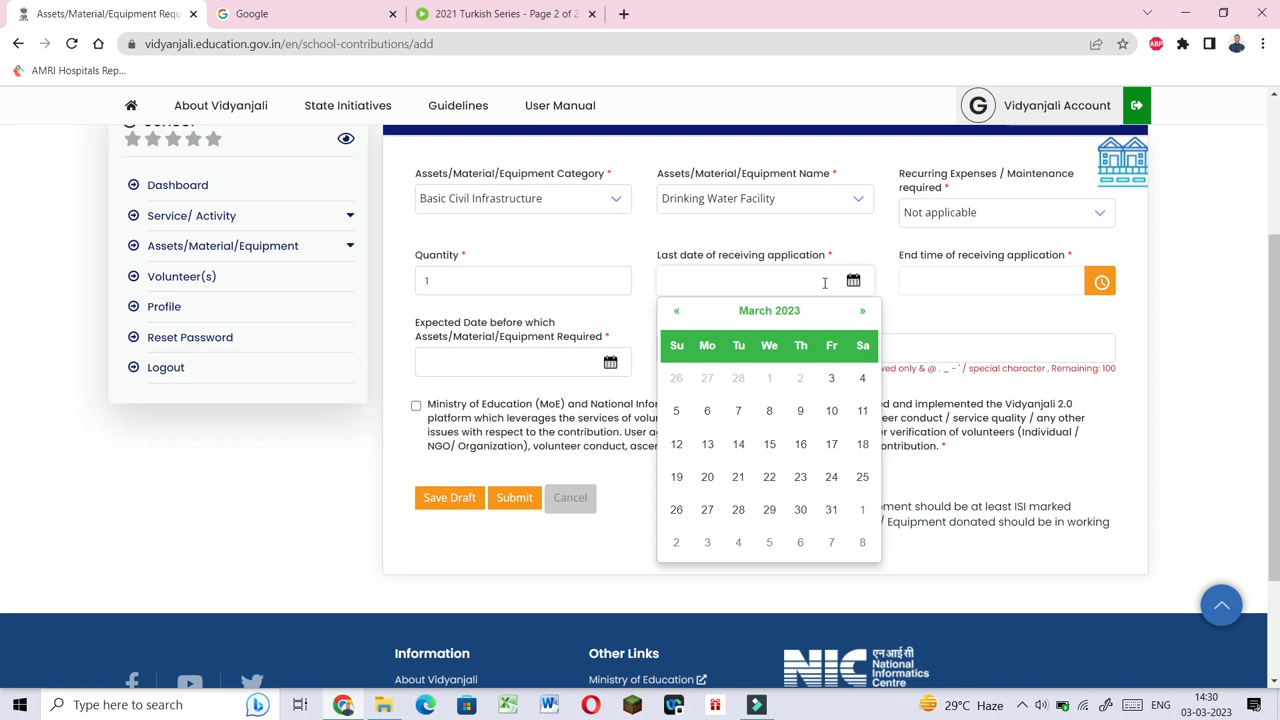 Assets/Material/Equipment Requ
Google
2021 Turkish Series - Page 2 of 2
vidyanjali.education.gov.in/en/school-contributions/add
ABP
AMRI Hospitals Rep...
About Vidyanjali
State Initiatives
Guidelines
User Manual
G
Vidyanjali Account
Dashboard
Service/ Activity
Assets/Material/Equipment
Volunteer(s)
Profile
Reset Password
Logout
Assets/Material/Equipment Category *
Basic Civil Infrastructure
Assets/Material/Equipment Name *
Drinking Water Facility
Recurring Expenses / Maintenance
required *
Not applicable
Quantity *
1
Last date of receiving application *
End time of receiving application *
Expected Date before which
Assets/Material/Equipment Required *
« March 2023 »
Su Mo Tu We Th Fr Sa
26 27 28 1 2 3 4
5 6 7 8 9 10 11
12 13 14 15 16 17 18
19 20 21 22 23 24 25
26 27 28 29 30 31 1
2 3 4 5 6 7 8
wed only & @ . _ - ' / special character , Remaining: 100
Ministry of Education (MoE) and National Infor
d and implemented the Vidyanjali 2.0
platform which leverages the services of volu
er conduct / service quality / any other
issues with respect to the contribution. User ag
er verification of volunteers (Individual /
NGO/ Organization), volunteer conduct, ascer
ontribution. *
Save Draft
Submit
Cancel
ment should be at least ISI marked
/ Equipment donated should be in working
Information
About Vidyanjali
Other Links
Ministry of Education
NIC
एन आई सी
National
Informatics
Centre
Type here to search
29°C Haze
ENG
14:30
03-03-2023